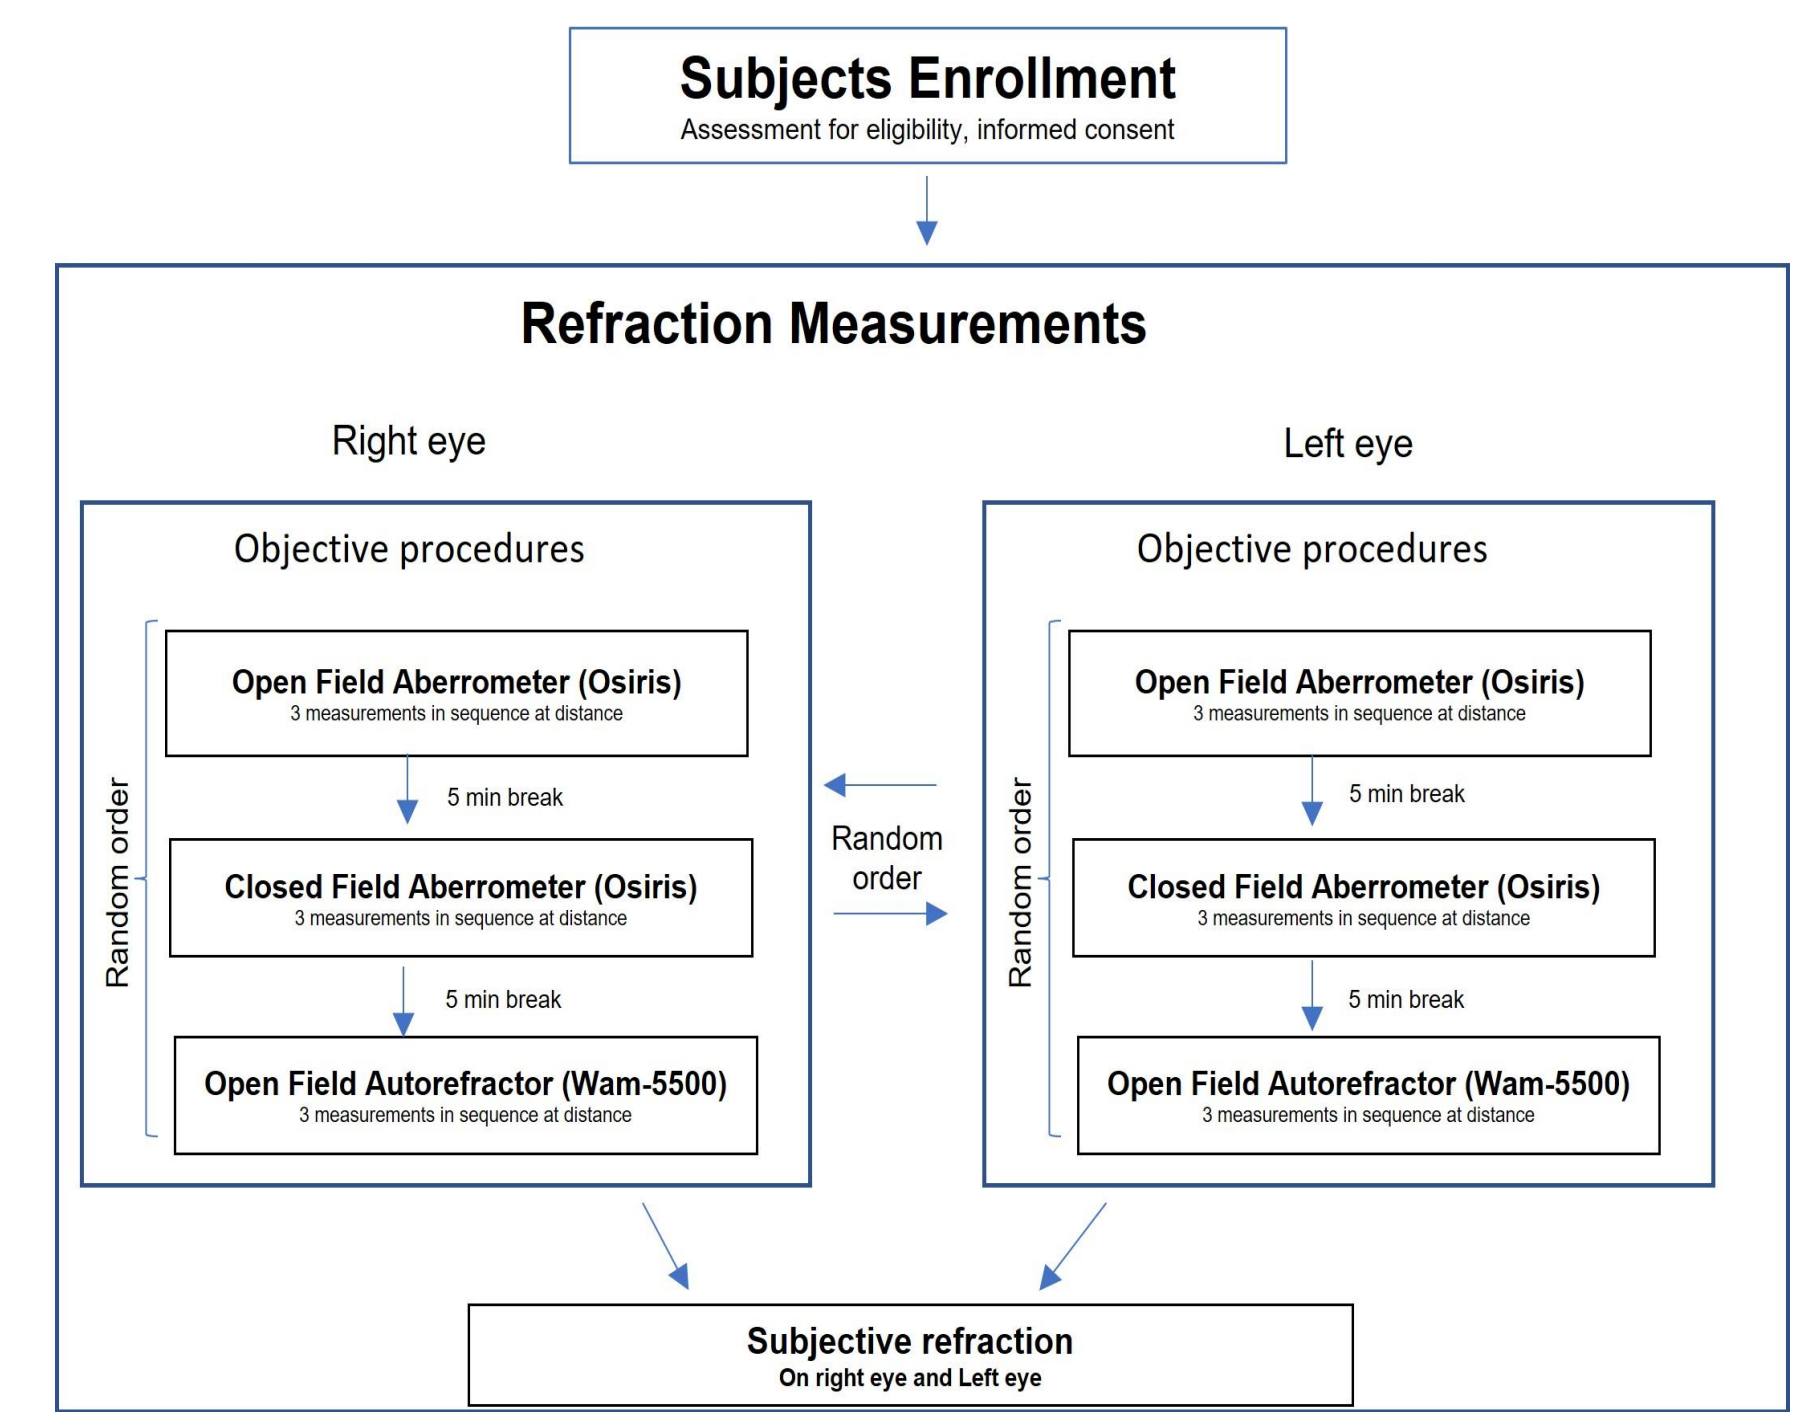 Subjects Enrollment
Assessment for eligibility, informed consent
Refraction Measurements
Right eye
Objective procedures
Random order
Open Field Aberrometer (Osiris)
3 measurements in sequence at distance
5 min break
Closed Field Aberrometer (Osiris)
3 measurements in sequence at distance
5 min break
Open Field Autorefractor (Wam-5500)
3 measurements in sequence at distance
Random
order
Left eye
Objective procedures
Random order
Open Field Aberrometer (Osiris)
3 measurements in sequence at distance
5 min break
Closed Field Aberrometer (Osiris)
3 measurements in sequence at distance
5 min break
Open Field Autorefractor (Wam-5500)
3 measurements in sequence at distance
Subjective refraction
On right eye and Left eye